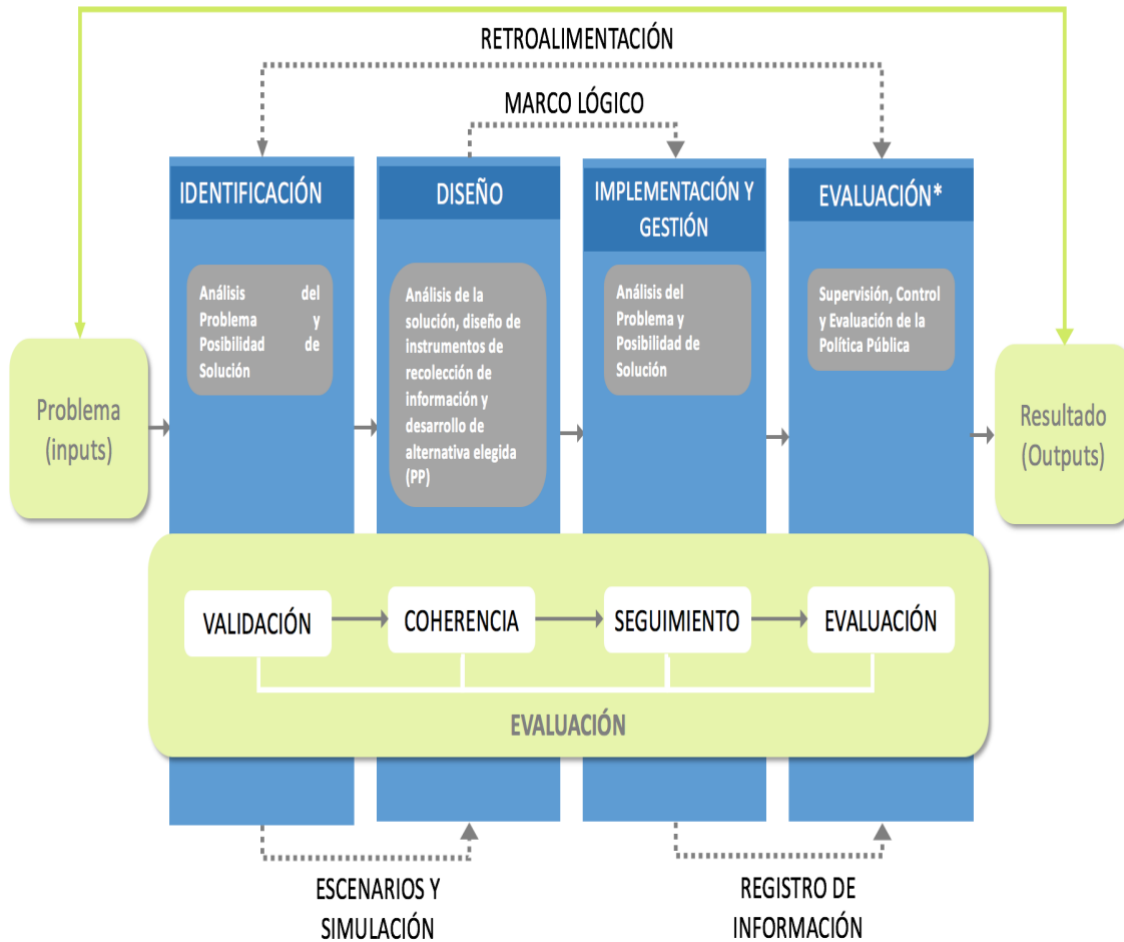 RETROALIMENTACIÓN
MARCO LÓGICO
IDENTIFICACIÓN
DISEÑO
IMPLEMENTACIÓN Y
GESTIÓN
EVALUACIÓN*
Análisis del
Problema y
Posibilidad de
Solución
Análisis de la
solución, diseño de
instrumentos de
recolección de
información y
desarrollo de
alternativa elegida
(PP)
Análisis del
Problema y
Posibilidad de
Solución
Supervisión, Control
y Evaluación de la
Política Pública
Problema
(inputs)
Resultado
(Outputs)
VALIDACIÓN
COHERENCIA
SEGUIMIENTO
EVALUACIÓN
EVALUACIÓN
ESCENARIOS Y
SIMULACIÓN
REGISTRO DE
INFORMACIÓN